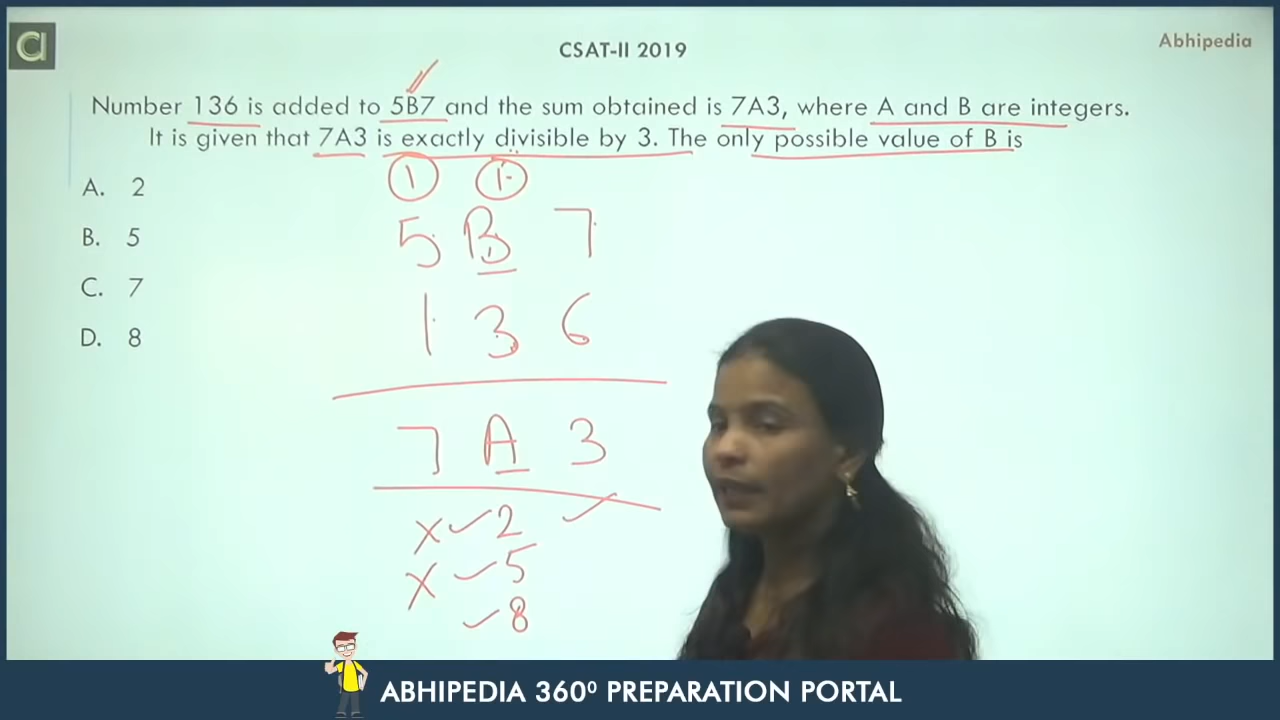 CSAT-II 2019
Abhipedia
Number 136 is added to 5B7 and the sum obtained is 7A3, where A and B are integers.
It is given that 7A3 is exactly divisible by 3. The only possible value of B is
A. 2
B. 5
C. 7
D. 8
1 1
5 B 7
1 3 6
7 A 3
x ✓ 2 ✓
x ✓ 5
✓ 8
ABHIPEDIA 360⁰ PREPARATION PORTAL